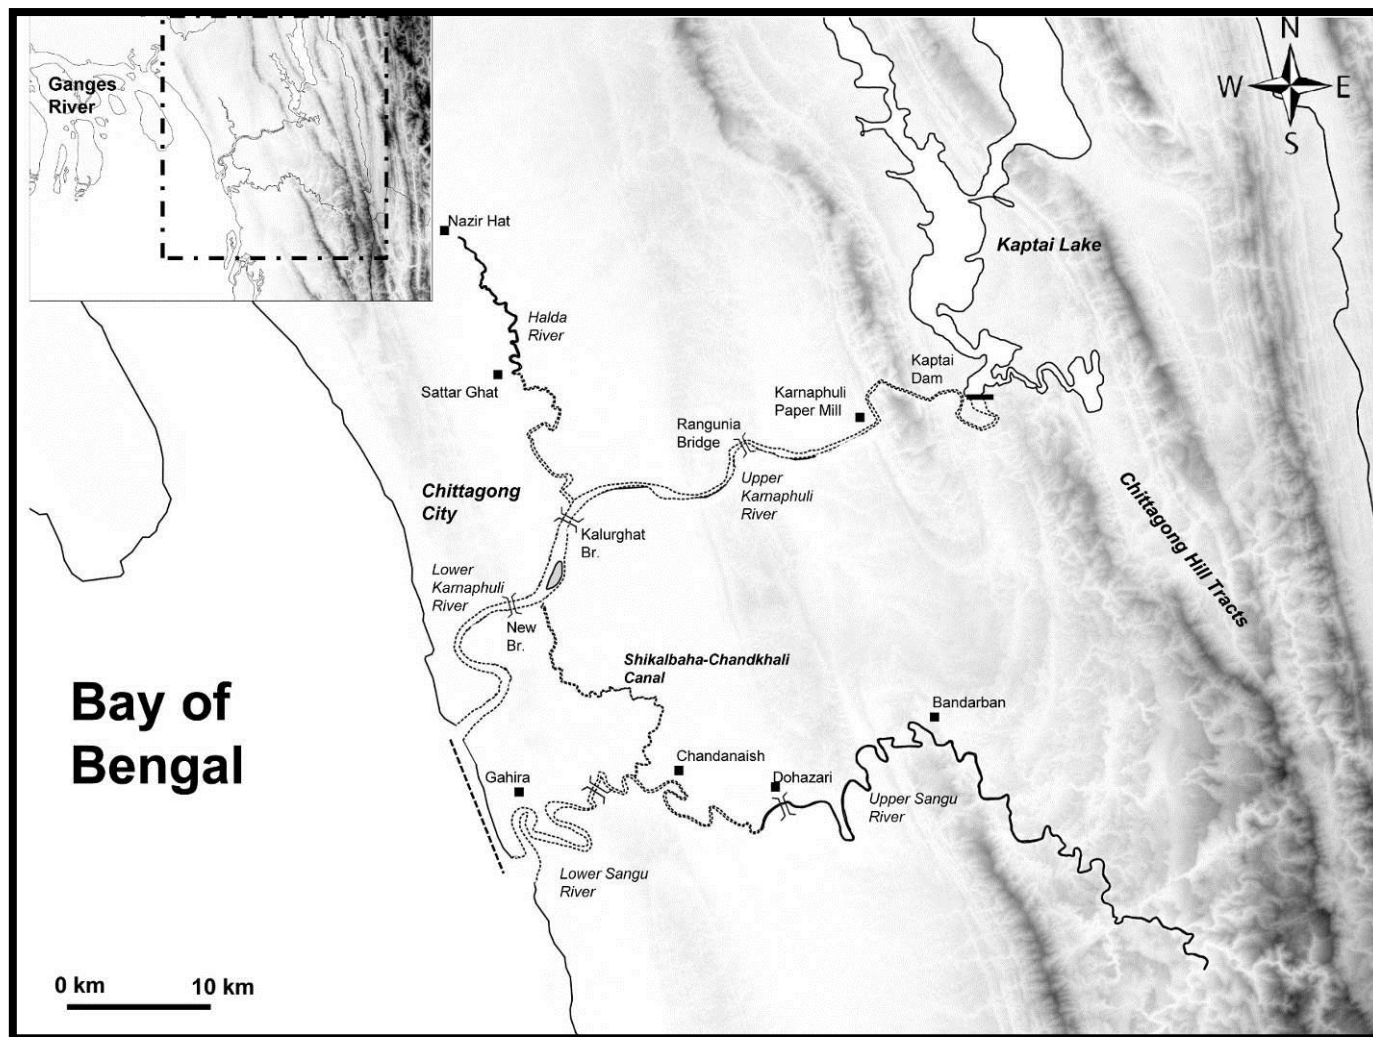 Ganges
River
N
W
E
S
Nazir Hat
Kaptai Lake
Halda
River
Kaptai
Dam
Sattar Ghat
Karnaphuli
Paper Mill
Rangunia
Bridge
Upper
Karnaphuli
River
Chittagong
City
Chittagong Hill Tracts
Kalurghat
Br.
Lower
Karnaphuli
River
New
Br.
Shikalbaha-Chandkhali
Canal
Bay of
Bengal
Bandarban
Chandanaish
Gahira
Dohazari
Upper Sangu
River
Lower Sangu
River
0 km
10 km